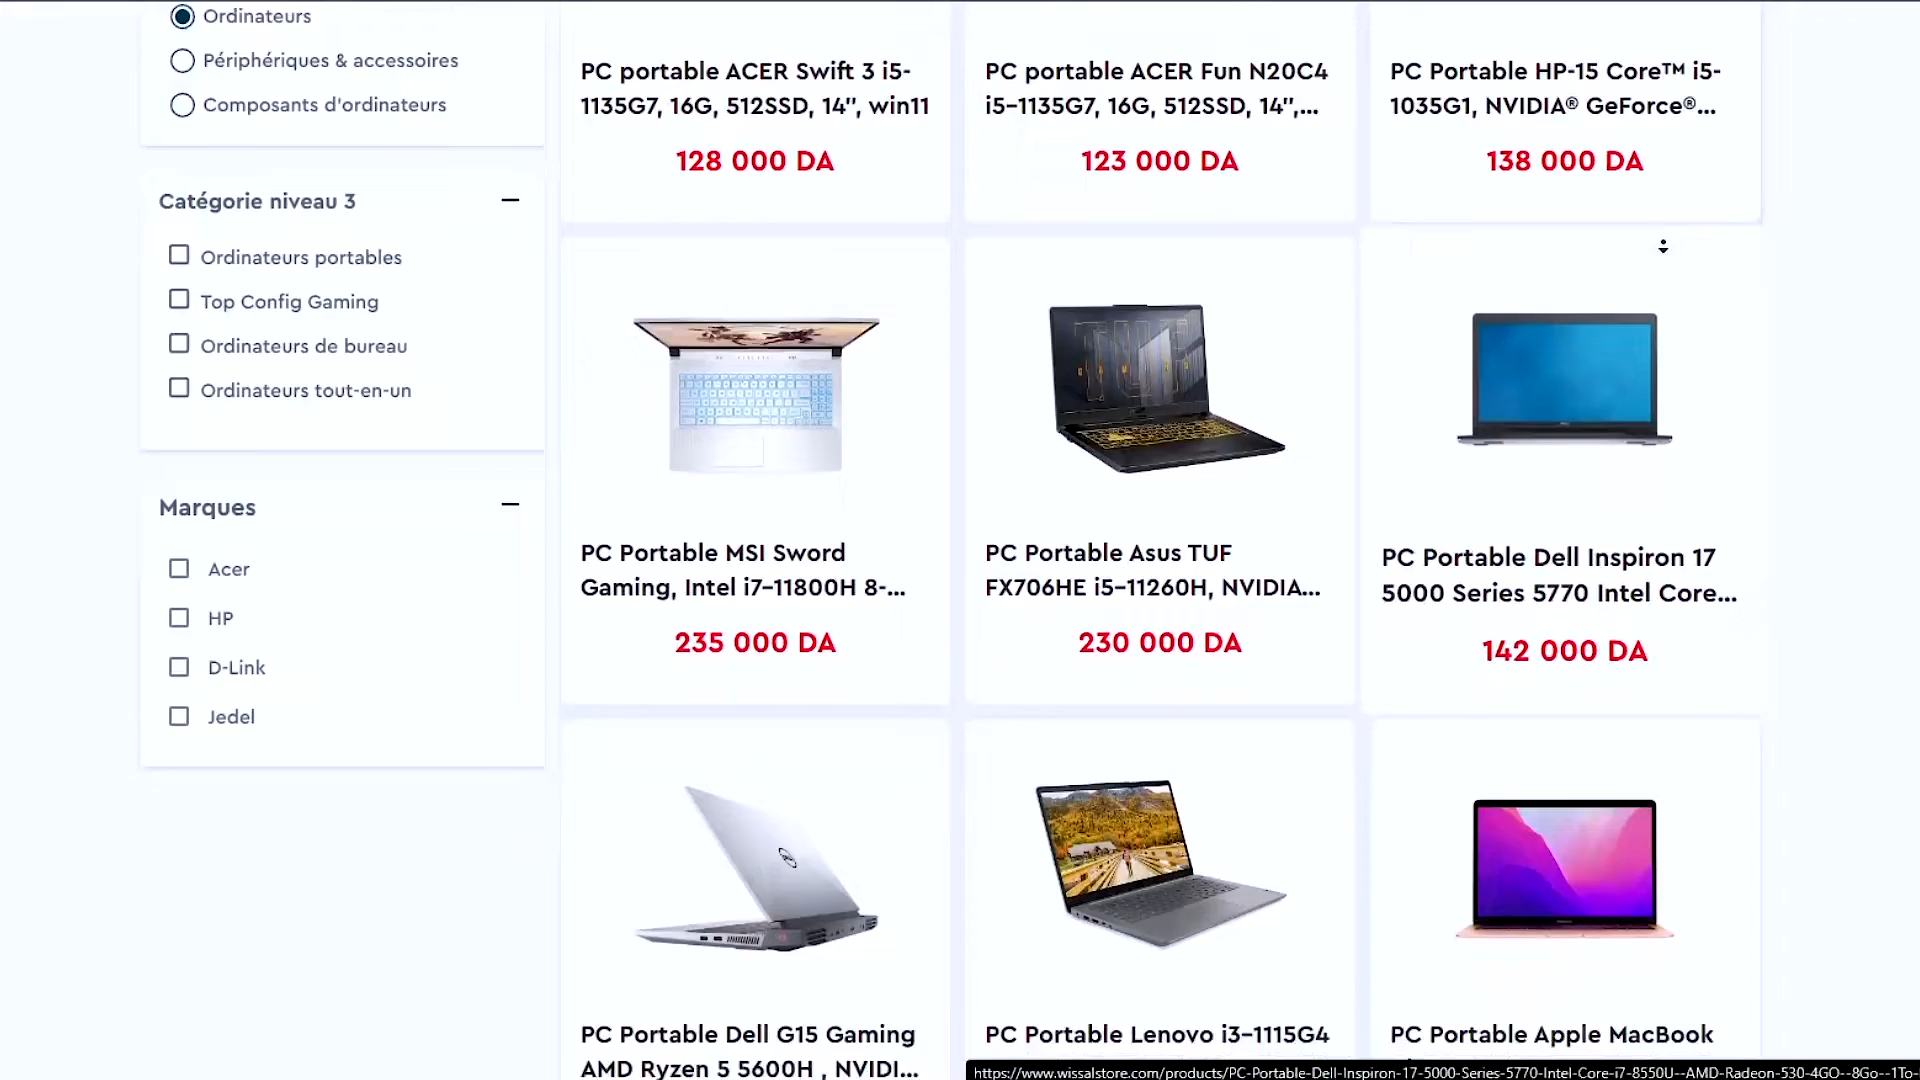 Ordinateurs
Périphériques & accessoires
Composants d'ordinateurs
Catégorie niveau 3
Ordinateurs portables
Top Config Gaming
Ordinateurs de bureau
Ordinateurs tout-en-un
Marques
Acer
HP
D-Link
Jedel
PC portable ACER Swift 3 i5-
1135G7, 16G, 512SSD, 14'', win11
128 000 DA
PC portable ACER Fun N20C4
i5-1135G7, 16G, 512SSD, 14'',...
123 000 DA
PC Portable HP-15 Core™ i5-
1035G1, NVIDIA® GeForce®...
138 000 DA
PC Portable MSI Sword
Gaming, Intel i7-11800H 8-...
235 000 DA
PC Portable Asus TUF
FX706HE i5-11260H, NVIDIA...
230 000 DA
PC Portable Dell Inspiron 17
5000 Series 5770 Intel Core...
142 000 DA
PC Portable Dell G15 Gaming
AMD Ryzen 5 5600H , NVIDI...
PC Portable Lenovo i3-1115G4
PC Portable Apple MacBook
https://www.wissalstore.com/products/PC-Portable-Dell-Inspiron-17-5000-Series-5770-Intel-Core-i7-8550U--AMD-Radeon-530-4GO--8Go--1To-